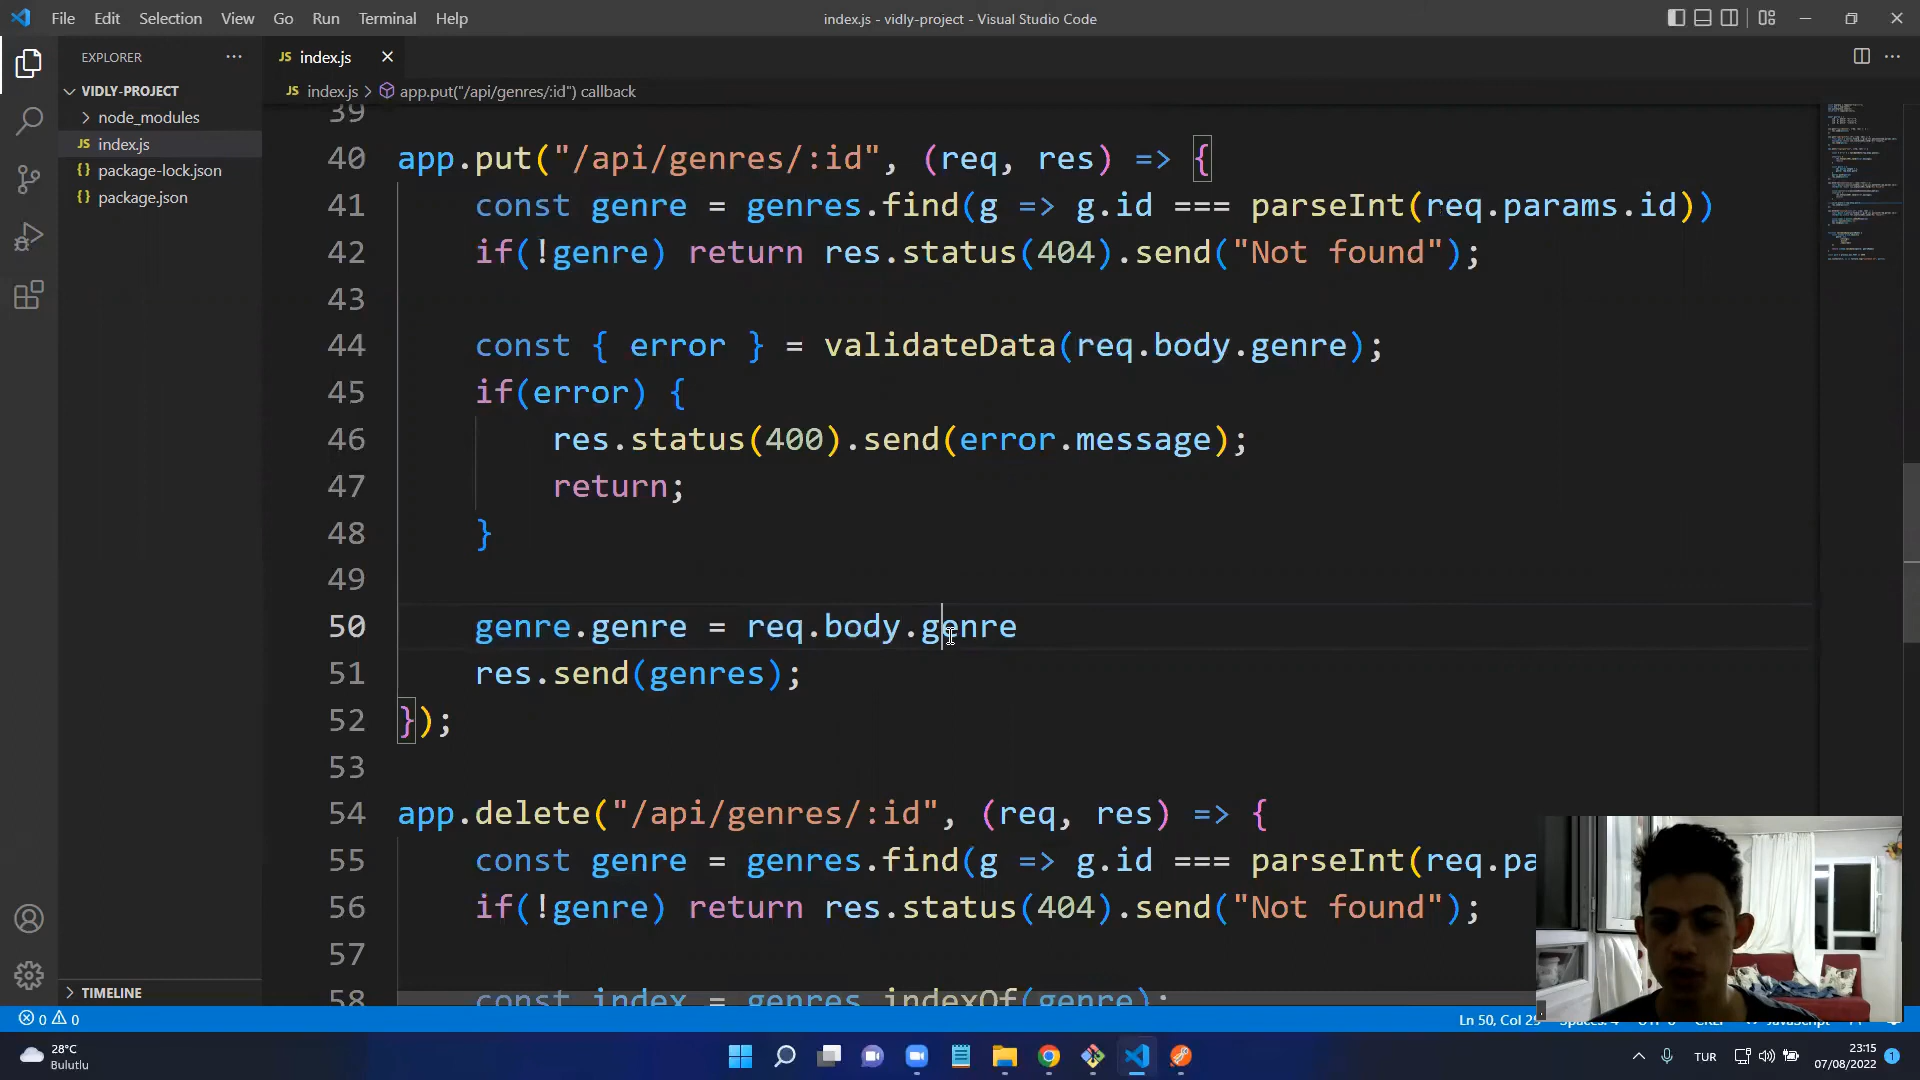 File Edit Selection View Go Run Terminal Help
index.js - vidly-project - Visual Studio Code
EXPLORER
VIDLY-PROJECT
node_modules
JS index.js
{} package-lock.json
{} package.json
TIMELINE
JS index.js
JS index.js > app.put("/api/genres/:id") callback
39
40 app.put("/api/genres/:id", (req, res) => {
41 const genre = genres.find(g => g.id === parseInt(req.params.id))
42 if(!genre) return res.status(404).send("Not found");
43
44 const { error } = validateData(req.body.genre);
45 if(error) {
46 res.status(400).send(error.message);
47 return;
48 }
49
50 genre.genre = req.body.genre
51 res.send(genres);
52 });
53
54 app.delete("/api/genres/:id", (req, res) => {
55 const genre = genres.find(g => g.id === parseInt(req.pa
56 if(!genre) return res.status(404).send("Not found");
57
58 const index = genres.indexOf(genre);
0 0
Ln 50, Col 29
28°C
Bulutlu
TUR
23:15
07/08/2022
1